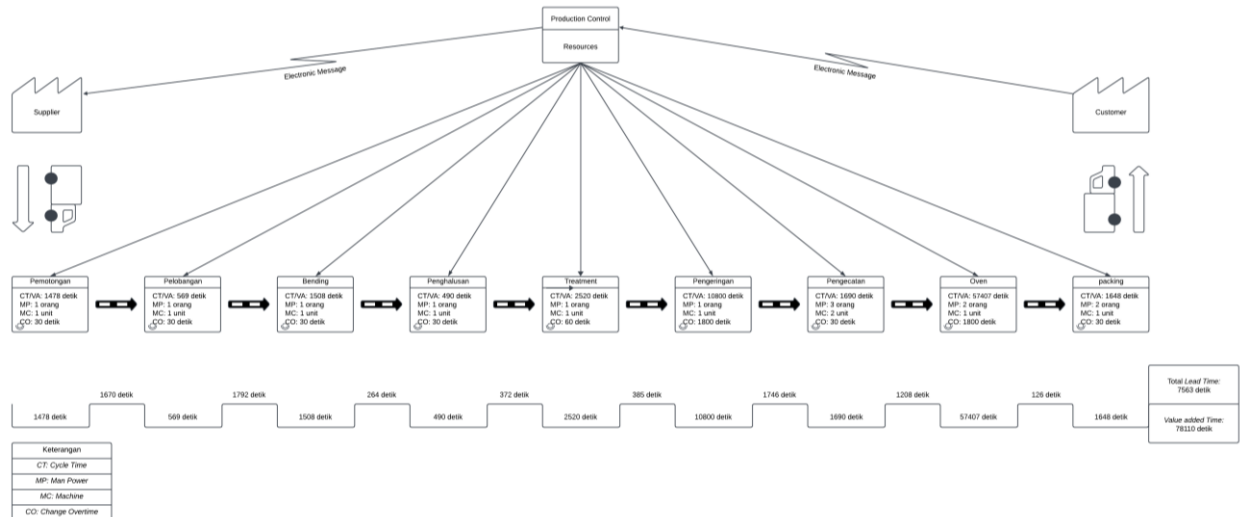 Production Control
Resources
Electronic Message
Electronic Message
Supplier
Customer
Pemotongan
CT/VA: 1478 detik
MP: 1 orang
MC: 1 unit
CO: 30 detik
Pelobangan
CT/VA: 569 detik
MP: 1 orang
MC: 1 unit
CO: 30 detik
Bending
CT/VA: 1508 detik
MP: 1 orang
MC: 1 unit
CO: 30 detik
Penghalusan
CT/VA: 490 detik
MP: 1 orang
MC: 1 unit
CO: 30 detik
Treatment
CT/VA: 2520 detik
MP: 1 orang
MC: 1 unit
CO: 60 detik
Pengeringan
CT/VA: 10800 detik
MP: 1 orang
MC: 1 unit
CO: 1800 detik
Pengecatan
CT/VA: 1690 detik
MP: 3 orang
MC: 2 unit
CO: 30 detik
Oven
CT/VA: 57407 detik
MP: 2 orang
MC: 1 unit
CO: 1800 detik
packing
CT/VA: 1648 detik
MP: 2 orang
MC: 1 unit
CO: 30 detik
1670 detik
1792 detik
264 detik
372 detik
385 detik
1746 detik
1208 detik
126 detik
1478 detik
569 detik
1508 detik
490 detik
2520 detik
10800 detik
1690 detik
57407 detik
1648 detik
Total Lead Time:
7563 detik
Value added Time:
78110 detik
Keterangan
CT: Cycle Time
MP: Man Power
MC: Machine
CO: Change Overtime